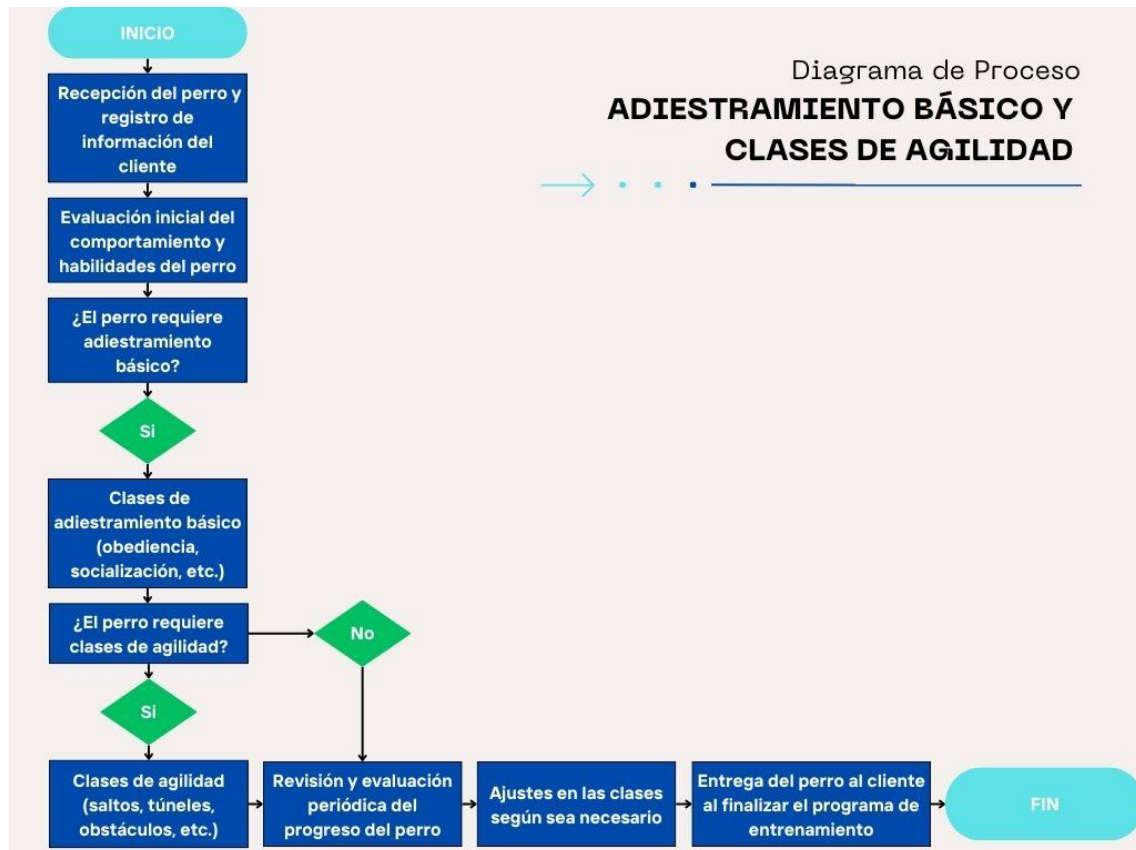 INICIO
Diagrama de Proceso
ADIESTRAMIENTO BÁSICO Y
CLASES DE AGILIDAD
Recepción del perro y
registro de
información del
cliente
Evaluación inicial del
comportamiento y
habilidades del perro
¿El perro requiere
adiestramiento
básico?
Si
Clases de
adiestramiento básico
(obediencia,
socialización, etc.)
¿El perro requiere
clases de agilidad?
No
Si
Clases de agilidad
(saltos, túneles,
obstáculos, etc.)
Revisión y evaluación
periódica del
progreso del perro
Ajustes en las clases
según sea necesario
Entrega del perro al cliente
al finalizar el programa de
entrenamiento
FIN